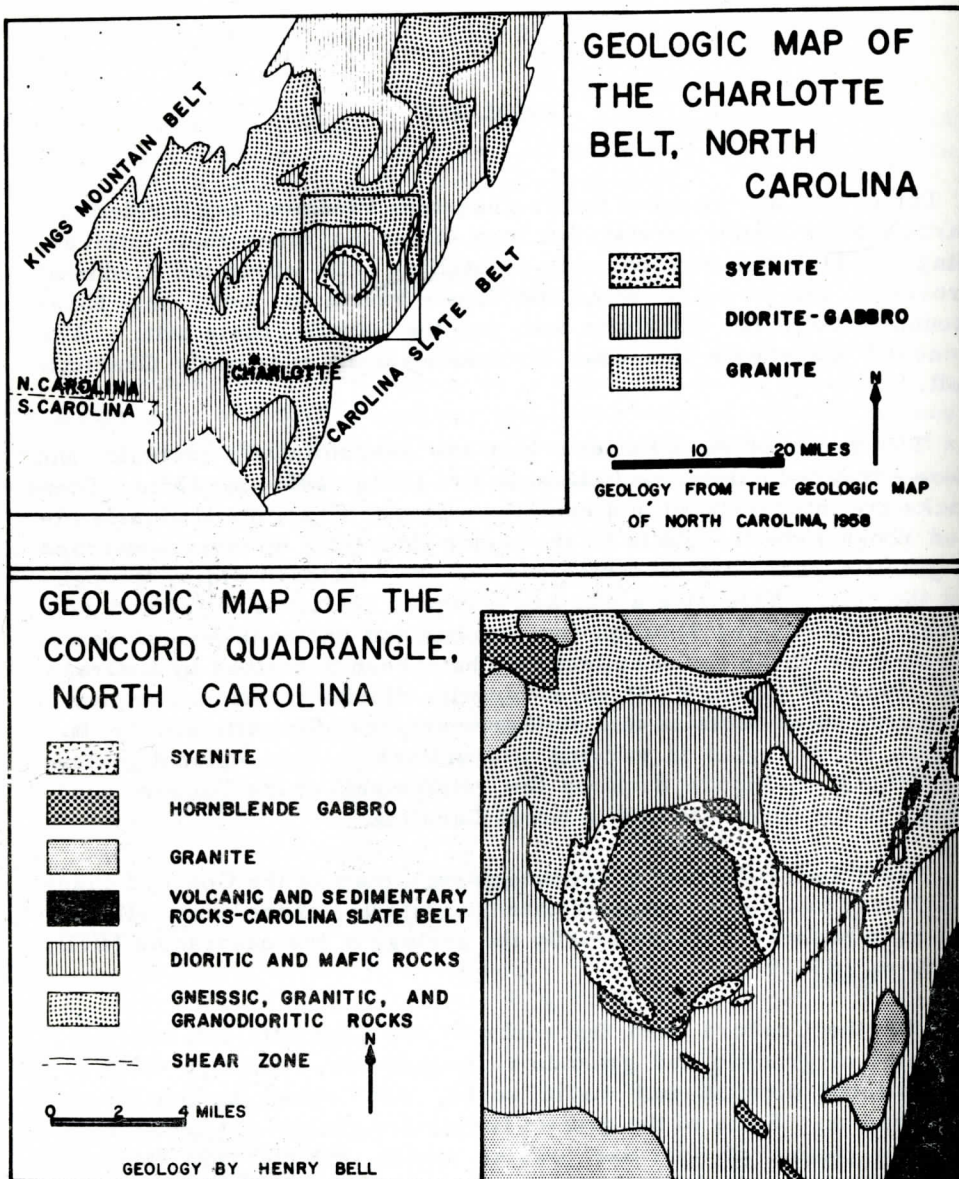 GEOLOGIC MAP OF
THE CHARLOTTE
BELT, NORTH
CAROLINA
KINGS MOUNTAIN BELT
CAROLINA SLATE BELT
CHARLOTTE
N. CAROLINA
S. CAROLINA
SYENITE
DIORITE-GABBRO
GRANITE
N
0 10 20 MILES
GEOLOGY FROM THE GEOLOGIC MAP
OF NORTH CAROLINA, 1958
GEOLOGIC MAP OF THE
CONCORD QUADRANGLE,
NORTH CAROLINA
SYENITE
HORNBLENDE GABBRO
GRANITE
VOLCANIC AND SEDIMENTARY
ROCKS-CAROLINA SLATE BELT
DIORITIC AND MAFIC ROCKS
GNEISSIC, GRANITIC, AND
GRANODIORITIC ROCKS
SHEAR ZONE
N
0 2 4 MILES
GEOLOGY BY HENRY BELL